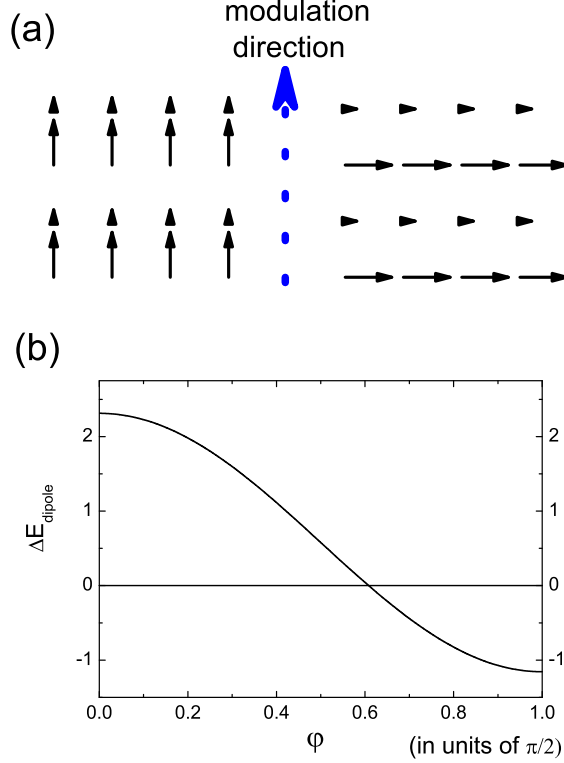 (a)
modulation
direction
(b)
2
1
0
-1
ΔE_dipole
2
1
0
-1
0.0 0.2 0.4 0.6 0.8 1.0
φ
(in units of π/2)